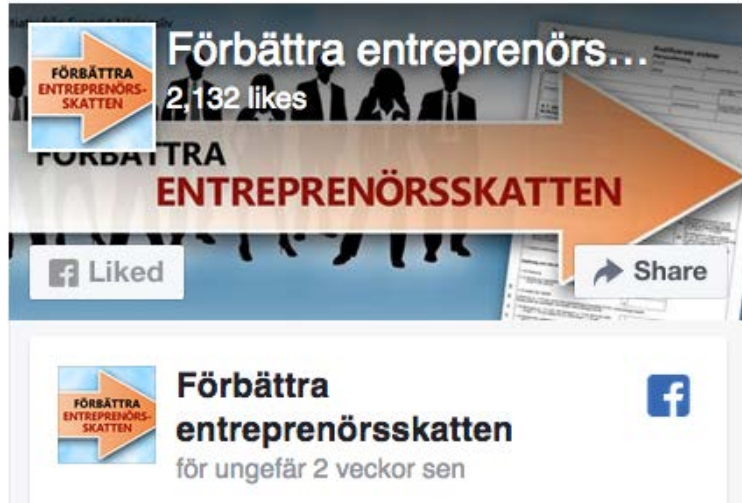 Förbättra entreprenörs...
2,132 likes
FÖRBÄTTRA
ENTREPRENÖRS-
SKATTEN
FÖRBÄTTRA
ENTREPRENÖRSSKATTEN
Liked
Share
FÖRBÄTTRA
ENTREPRENÖRS-
SKATTEN
Förbättra
entreprenörsskatten
för ungefär 2 veckor sen